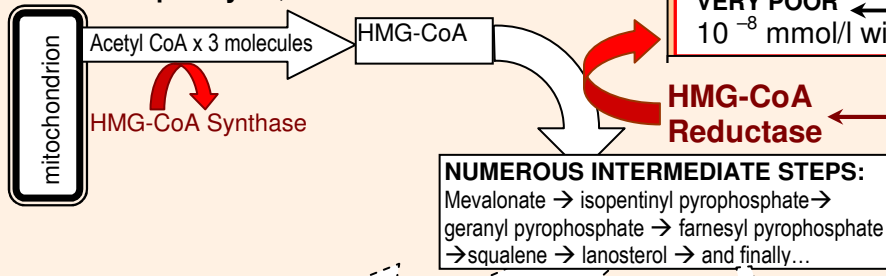 VERY POOR
10 ⁻⁸ mmol/l wi
mitochondrion
Acetyl CoA x 3 molecules
HMG-CoA
HMG-CoA Synthase
HMG-CoA
Reductase
NUMEROUS INTERMEDIATE STEPS:
Mevalonate → isopentinyl pyrophosphate→
geranyl pyrophosphate → farnesyl pyrophosphate
→squalene → lanosterol → and finally…